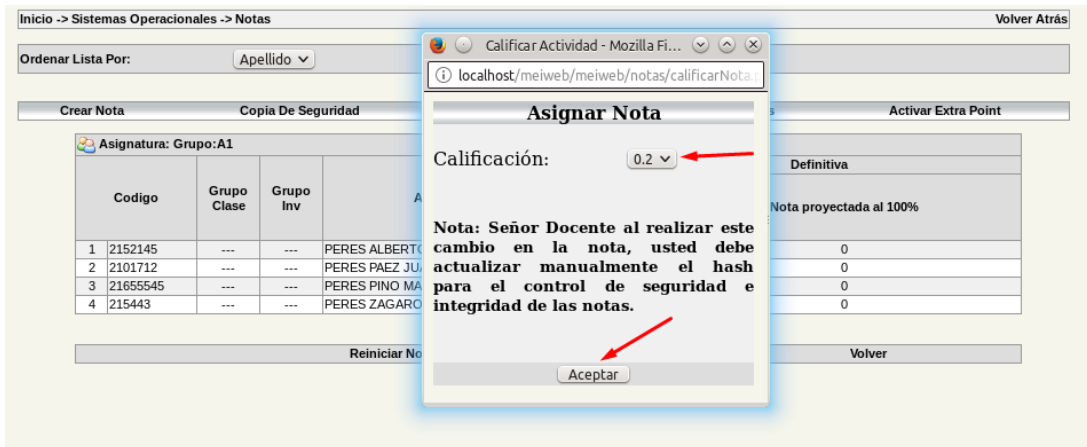 Inicio -> Sistemas Operacionales -> Notas
Volver Atrás
Ordenar Lista Por:
Apellido
Crear Nota
Copia De Seguridad
Activar Extra Point
Asignatura: Grupo:A1
Definitiva
Codigo
Grupo Clase
Grupo Inv
Nota proyectada al 100%
1 2152145 --- --- PERES ALBERT 0
2 2101712 --- --- PERES PAEZ JU 0
3 21655545 --- --- PERES PINO MA 0
4 215443 --- --- PERES ZAGARO 0
Reiniciar No
Volver
Calificar Actividad - Mozilla Fi...
localhost/meiweb/meiweb/notas/calificarNota.
Asignar Nota
Calificación:
0.2
Nota: Señor Docente al realizar este
cambio en la nota, usted debe
actualizar manualmente el hash
para el control de seguridad e
integridad de las notas.
Aceptar